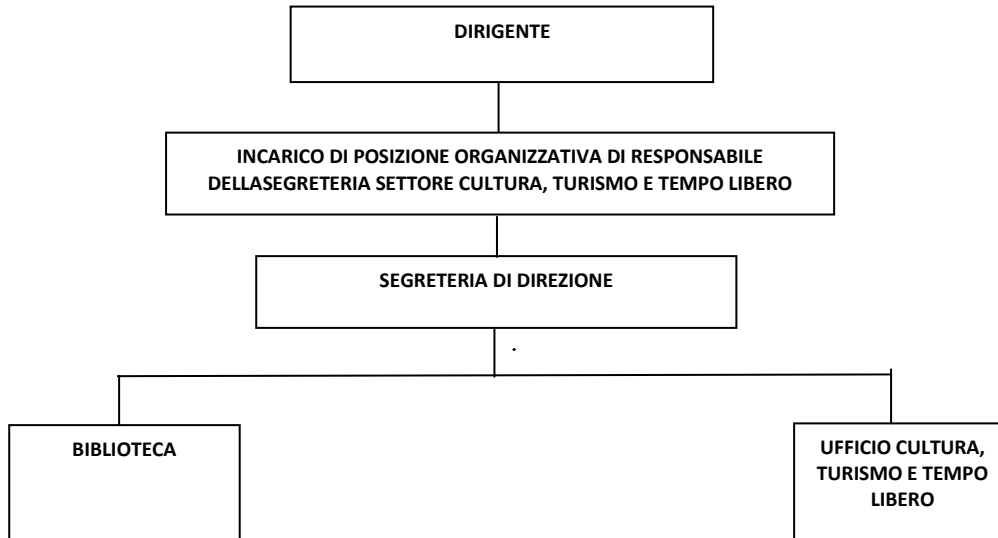 DIRIGENTE
INCARICO DI POSIZIONE ORGANIZZATIVA DI RESPONSABILE
DELLASEGRETERIA SETTORE CULTURA, TURISMO E TEMPO LIBERO
SEGRETERIA DI DIREZIONE
.
BIBLIOTECA
UFFICIO CULTURA,
TURISMO E TEMPO
LIBERO